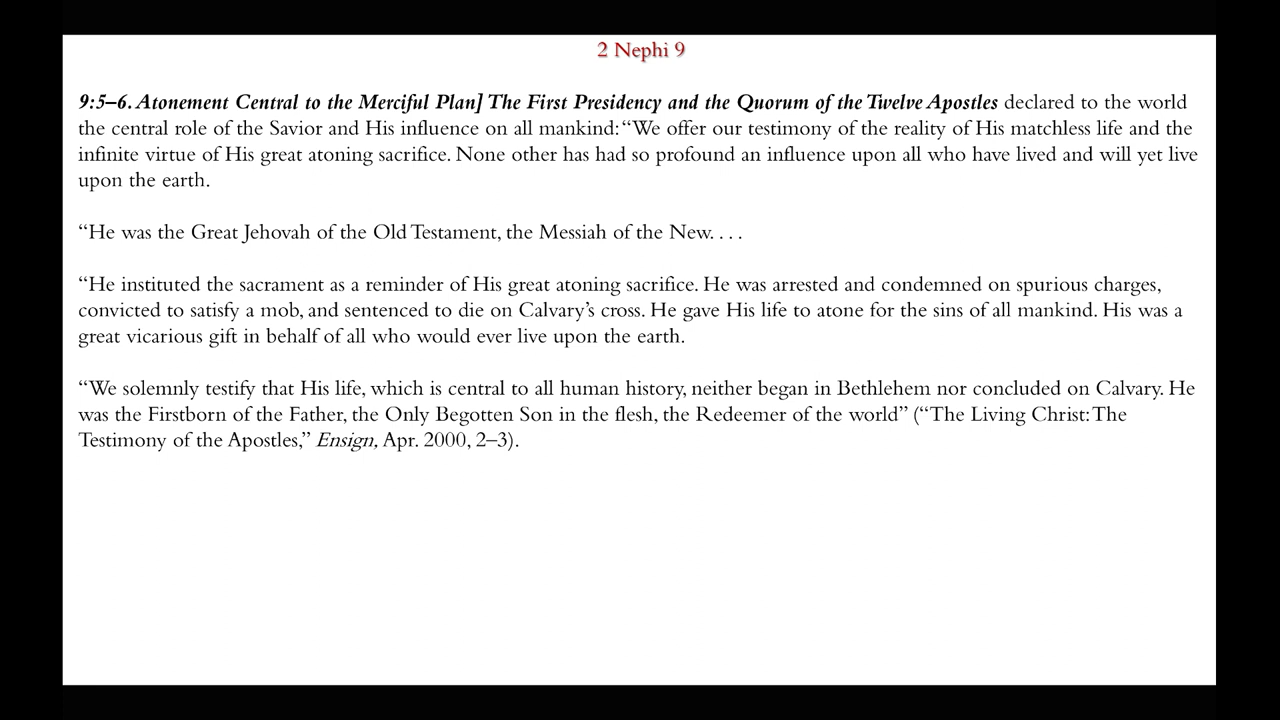 2 Nephi 9
9:5–6. Atonement Central to the Merciful Plan] The First Presidency and the Quorum of the Twelve Apostles declared to the world
the central role of the Savior and His influence on all mankind: “We offer our testimony of the reality of His matchless life and the
infinite virtue of His great atoning sacrifice. None other has had so profound an influence upon all who have lived and will yet live
upon the earth.
“He was the Great Jehovah of the Old Testament, the Messiah of the New. . . .
“He instituted the sacrament as a reminder of His great atoning sacrifice. He was arrested and condemned on spurious charges,
convicted to satisfy a mob, and sentenced to die on Calvary’s cross. He gave His life to atone for the sins of all mankind. His was a
great vicarious gift in behalf of all who would ever live upon the earth.
“We solemnly testify that His life, which is central to all human history, neither began in Bethlehem nor concluded on Calvary. He
was the Firstborn of the Father, the Only Begotten Son in the flesh, the Redeemer of the world” (“The Living Christ: The
Testimony of the Apostles,” Ensign, Apr. 2000, 2–3).